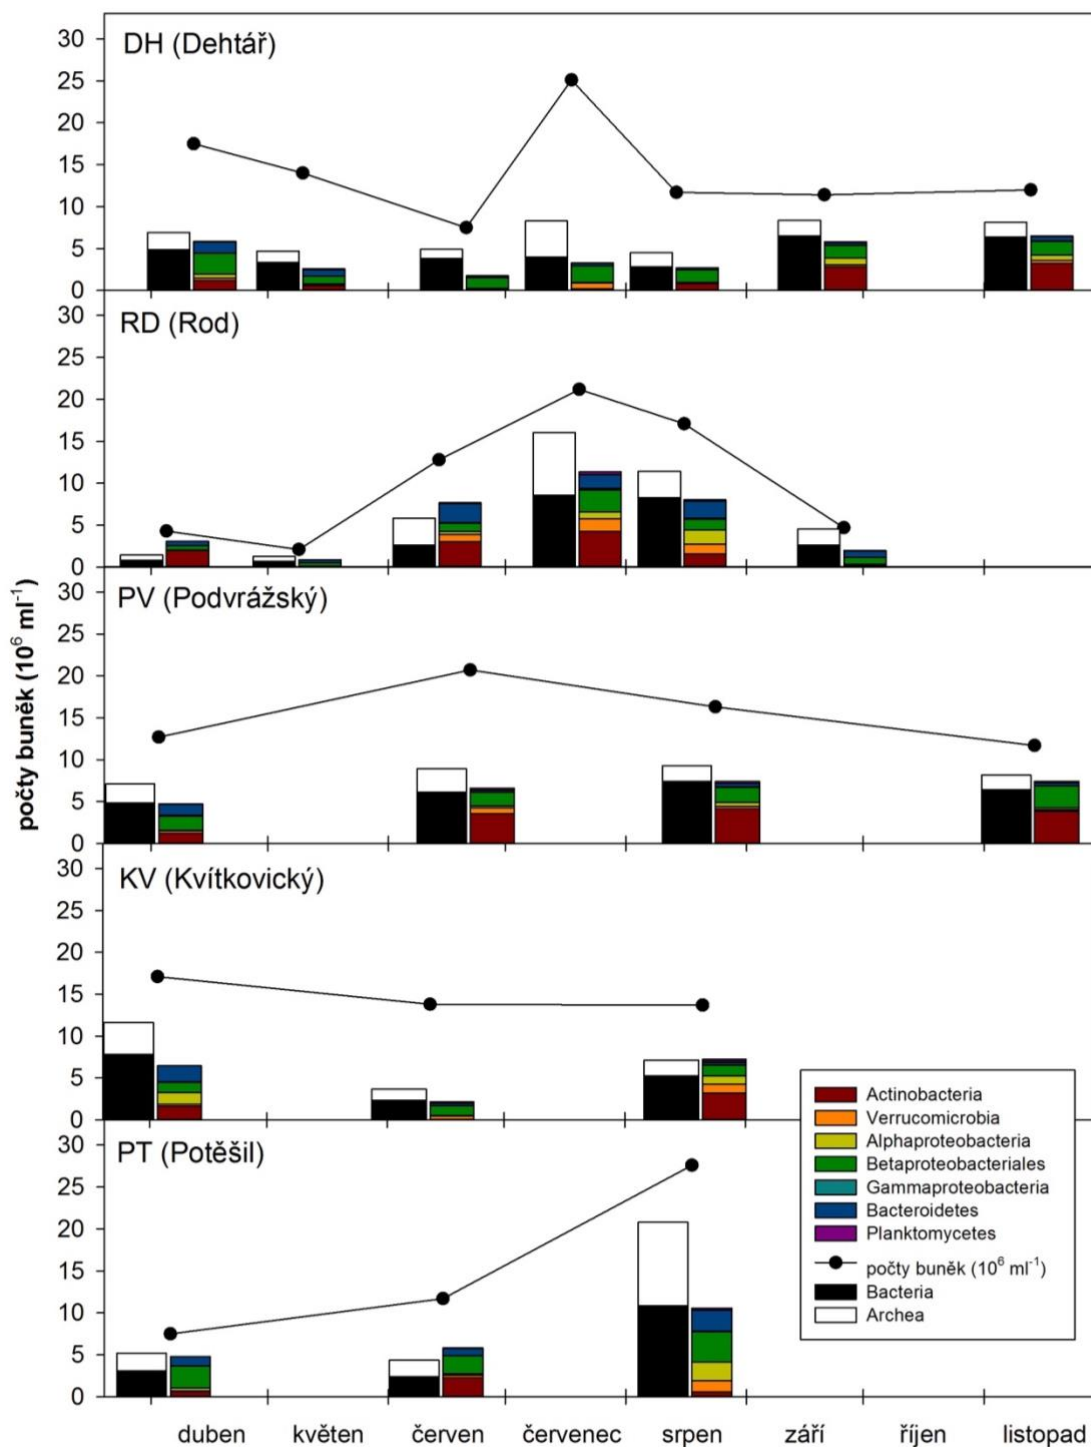 30
25
20
15
10
5
0
DH (Dehtář)
30
25
20
15
10
5
0
RD (Rod)
30
25
20
15
10
5
0
PV (Podvrážský)
30
25
20
15
10
5
0
KV (Kvítkovický)
30
25
20
15
10
5
0
PT (Potěšil)
počty buněk (10⁶ ml⁻¹)
Actinobacteria
Verrucomicrobia
Alphaproteobacteria
Betaproteobacteriales
Gammaproteobacteria
Bacteroidetes
Planktomycetes
počty buněk (10⁶ ml⁻¹)
Bacteria
Archea
duben květen červen červenec srpen září říjen listopad